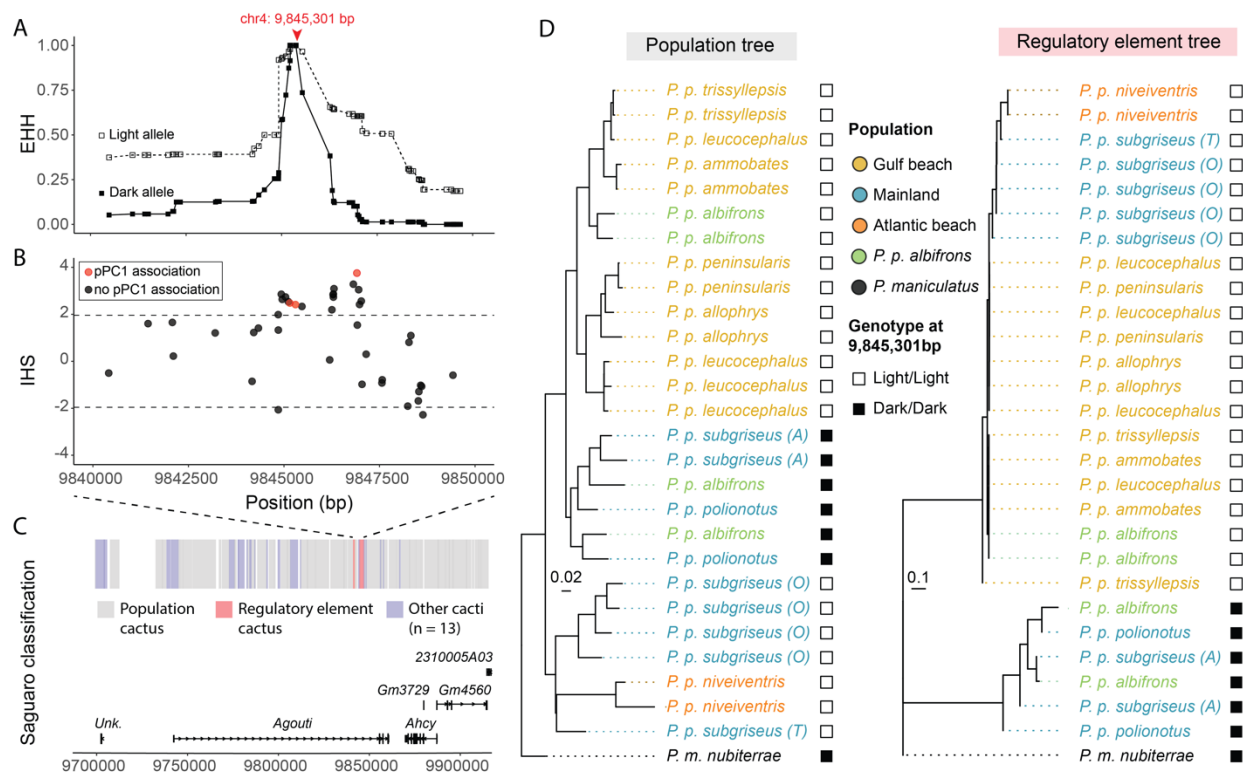 A
chr4: 9,845,301 bp
1.00
0.75
0.50
0.25
0.00
EHH
Light allele
Dark allele
B
4
2
0
-2
-4
IHS
pPC1 association
no pPC1 association
9840000 9842500 9845000 9847500 9850000
Position (bp)
C
Saguaro classification
Population cactus
Regulatory element cactus
Other cacti (n = 13)
2310005A03
Gm3729 Gm4560
Unk. Agouti Ahcy
9700000 9750000 9800000 9850000 9900000
D
Population tree
P. p. trissyllepsis
P. p. trissyllepsis
P. p. leucocephalus
P. p. ammobates
P. p. ammobates
P. p. albifrons
P. p. albifrons
P. p. peninsularis
P. p. peninsularis
P. p. allophrys
P. p. allophrys
P. p. leucocephalus
P. p. leucocephalus
P. p. leucocephalus
P. p. subgriseus (A)
P. p. subgriseus (A)
P. p. albifrons
P. p. polionotus
P. p. albifrons
P. p. polionotus
P. p. subgriseus (O)
P. p. subgriseus (O)
P. p. subgriseus (O)
P. p. subgriseus (O)
P. p. niveiventris
P. p. niveiventris
P. p. subgriseus (T)
P. m. nubiterrae
0.02
Population
Gulf beach
Mainland
Atlantic beach
P. p. albifrons
P. maniculatus
Genotype at
9,845,301bp
Light/Light
Dark/Dark
Regulatory element tree
P. p. niveiventris
P. p. niveiventris
P. p. subgriseus (T)
P. p. subgriseus (O)
P. p. subgriseus (O)
P. p. subgriseus (O)
P. p. subgriseus (O)
P. p. leucocephalus
P. p. peninsularis
P. p. leucocephalus
P. p. peninsularis
P. p. allophrys
P. p. allophrys
P. p. leucocephalus
P. p. trissyllepsis
P. p. ammobates
P. p. leucocephalus
P. p. ammobates
P. p. albifrons
P. p. albifrons
P. p. trissyllepsis
P. p. albifrons
P. p. polionotus
P. p. subgriseus (A)
P. p. albifrons
P. p. subgriseus (A)
P. p. polionotus
P. m. nubiterrae
0.1